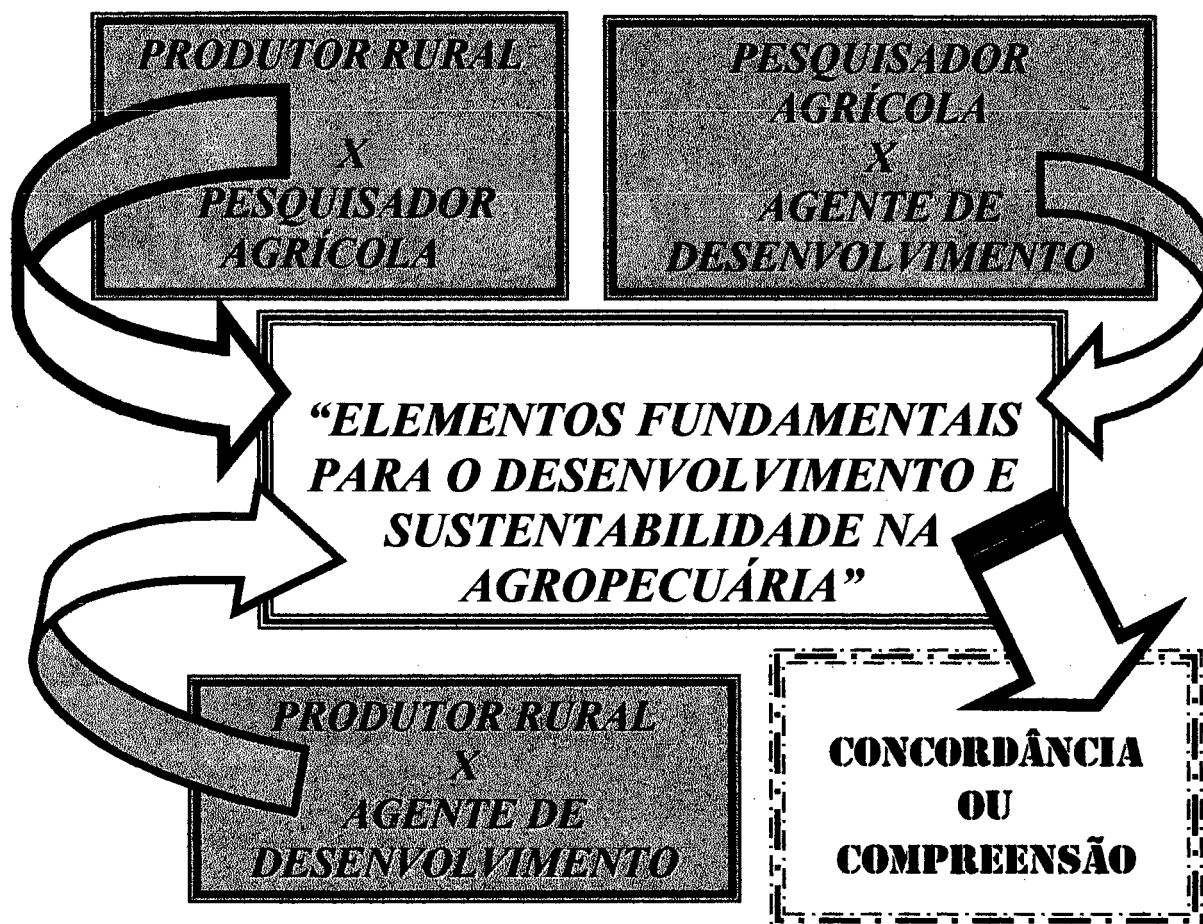 PRODUTOR RURAL
X
PESQUISADOR
AGRÍCOLA
PESQUISADOR
AGRÍCOLA
X
AGENTE DE
DESENVOLVIMENTO
“ELEMENTOS FUNDAMENTAIS
PARA O DESENVOLVIMENTO E
SUSTENTABILIDADE NA
AGROPECUÁRIA”
PRODUTOR RURAL
X
AGENTE DE
DESENVOLVIMENTO
CONCORDÂNCIA
OU
COMPREENSÃO